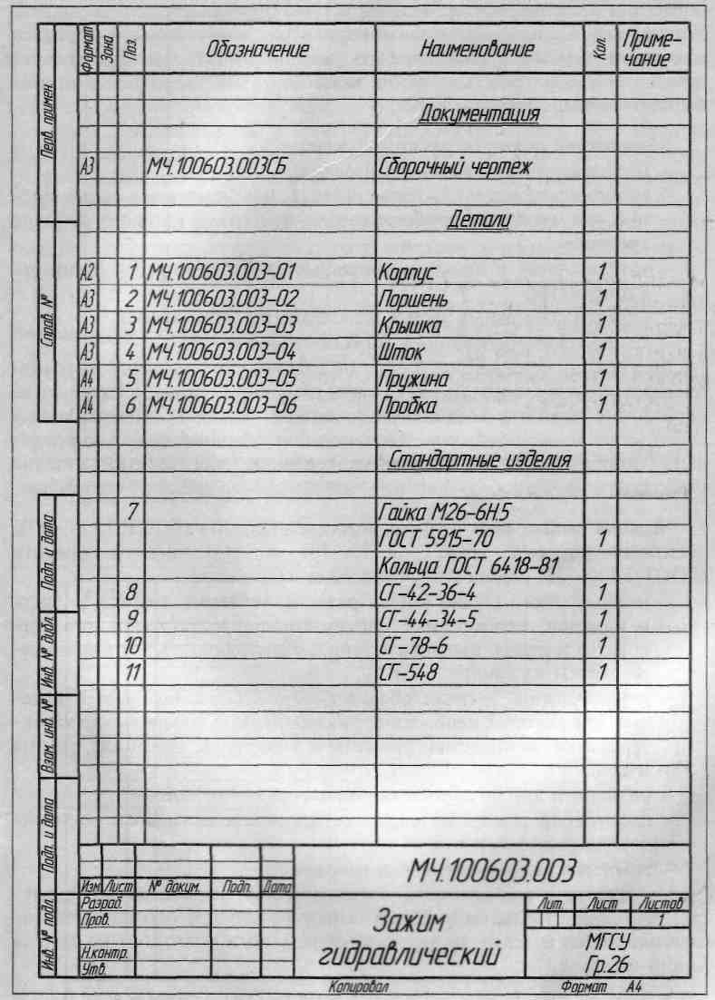 Формат Зона Поз. Обозначение Наименование Кол. Приме-
чание
Документация
А3 МЧ.100603.003СБ Сборочный чертеж
Детали
А2 1 МЧ.100603.003-01 Корпус 1
А3 2 МЧ.100603.003-02 Поршень 1
А3 3 МЧ.100603.003-03 Крышка 1
А3 4 МЧ.100603.003-04 Шток 1
А4 5 МЧ.100603.003-05 Пружина 1
А4 6 МЧ.100603.003-06 Пробка 1
Стандартные изделия
7 Гайка М26-6Н.5
ГОСТ 5915-70 1
Кольца ГОСТ 6418-81
8 СГ-42-36-4 1
9 СГ-44-34-5 1
10 СГ-78-6 1
11 СГ-548 1
Перв. примен.
Справ. №
Подп. и дата
Инв. № дубл.
Взам. инв. №
Подп. и дата
Инв. № подл.
МЧ.100603.003
Изм. Лист № докум. Подп. Дата
Разраб.
Пров.
Н.контр.
Утв.
Зажим
гидравлический
Лит. Лист Листов
1
МГСУ
Гр.26
Копировал Формат А4